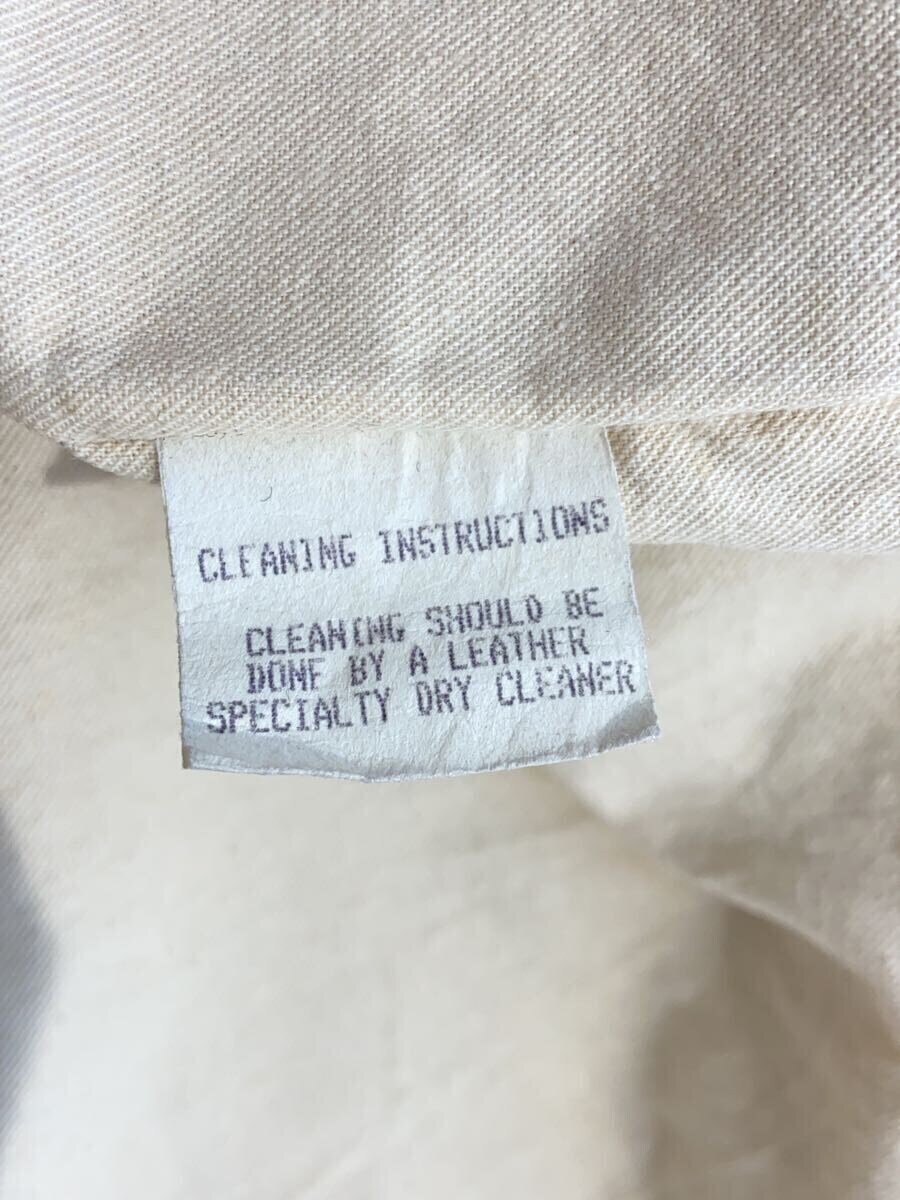 CLEANING INSTRUCTIONS
CLEANING SHOULD BE
DONE BY A LEATHER
SPECIALTY DRY CLEANER